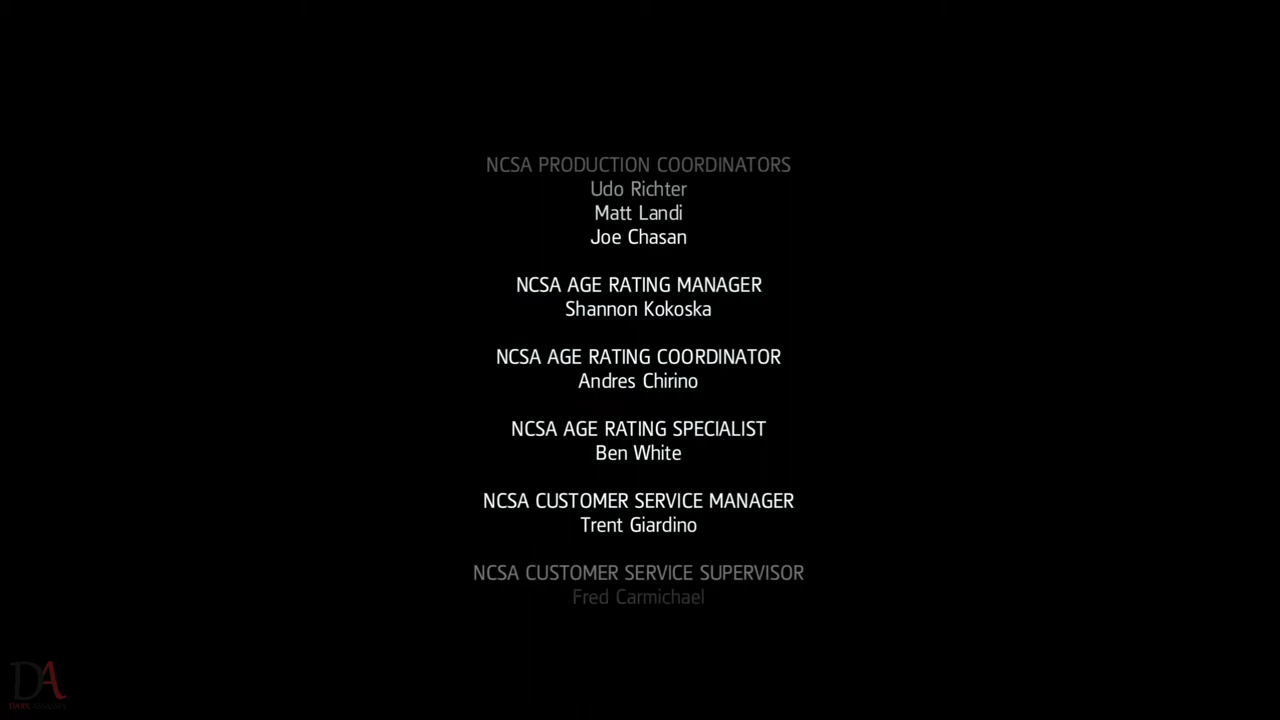 NCSA PRODUCTION COORDINATORS
Udo Richter
Matt Landi
Joe Chasan
NCSA AGE RATING MANAGER
Shannon Kokoska
NCSA AGE RATING COORDINATOR
Andres Chirino
NCSA AGE RATING SPECIALIST
Ben White
NCSA CUSTOMER SERVICE MANAGER
Trent Giardino
NCSA CUSTOMER SERVICE SUPERVISOR
Fred Carmichael
DA
DARK